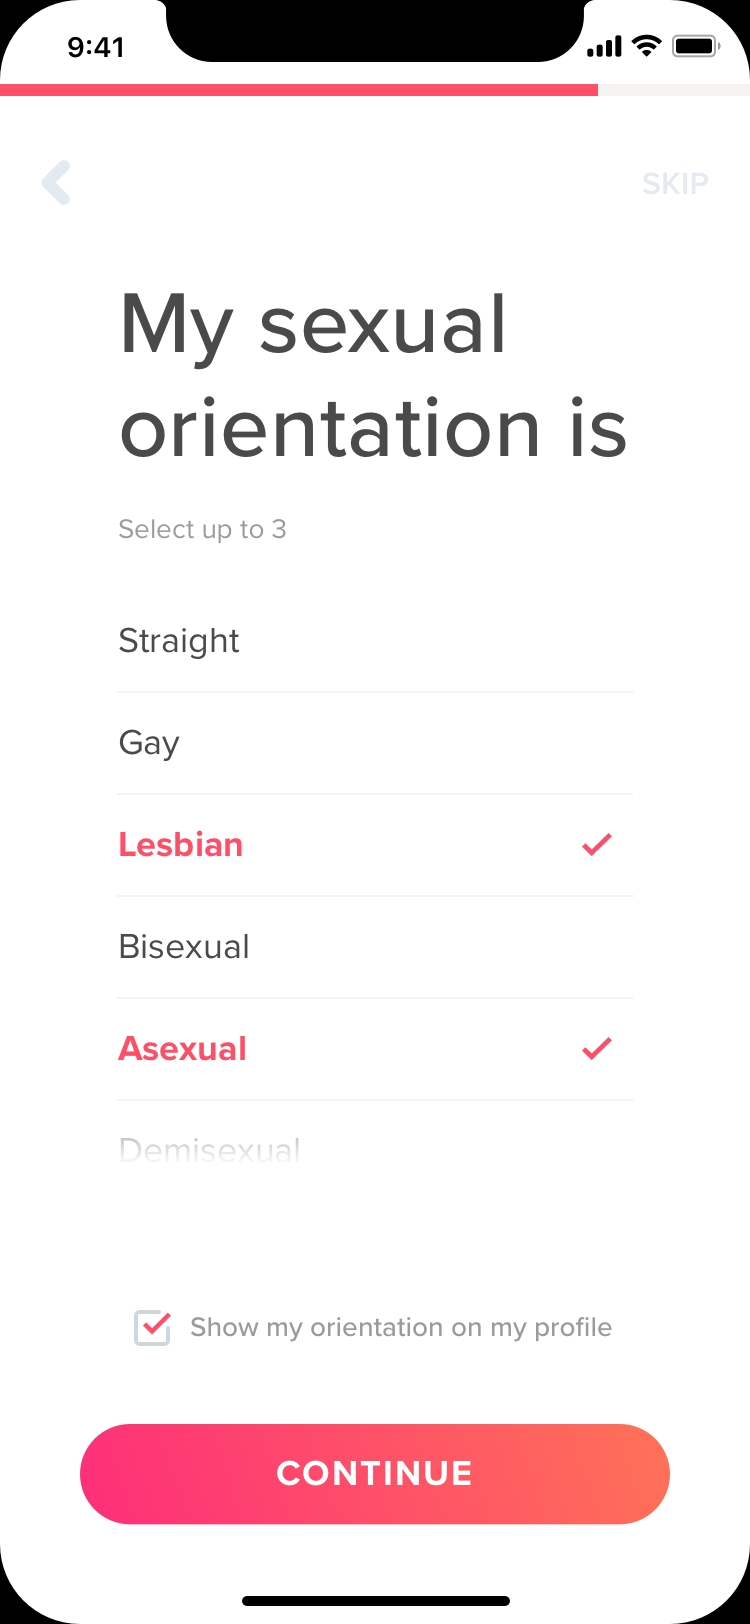 9:41
SKIP
My sexual
orientation is
Select up to 3
Straight
Gay
Lesbian
Bisexual
Asexual
Demisexual
Show my orientation on my profile
CONTINUE